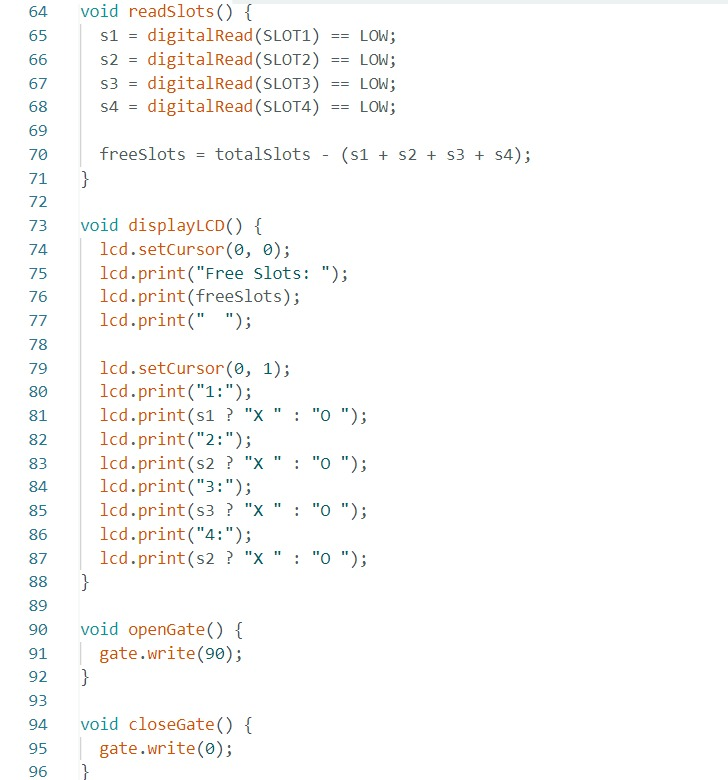 64 void readSlots() {
65 s1 = digitalRead(SLOT1) == LOW;
66 s2 = digitalRead(SLOT2) == LOW;
67 s3 = digitalRead(SLOT3) == LOW;
68 s4 = digitalRead(SLOT4) == LOW;
69
70 freeSlots = totalSlots - (s1 + s2 + s3 + s4);
71 }
72
73 void displayLCD() {
74 lcd.setCursor(0, 0);
75 lcd.print("Free Slots: ");
76 lcd.print(freeSlots);
77 lcd.print("  ");
78
79 lcd.setCursor(0, 1);
80 lcd.print("1:");
81 lcd.print(s1 ? "X " : "O ");
82 lcd.print("2:");
83 lcd.print(s2 ? "X " : "O ");
84 lcd.print("3:");
85 lcd.print(s3 ? "X " : "O ");
86 lcd.print("4:");
87 lcd.print(s2 ? "X " : "O ");
88 }
89
90 void openGate() {
91 gate.write(90);
92 }
93
94 void closeGate() {
95 gate.write(0);
96 }